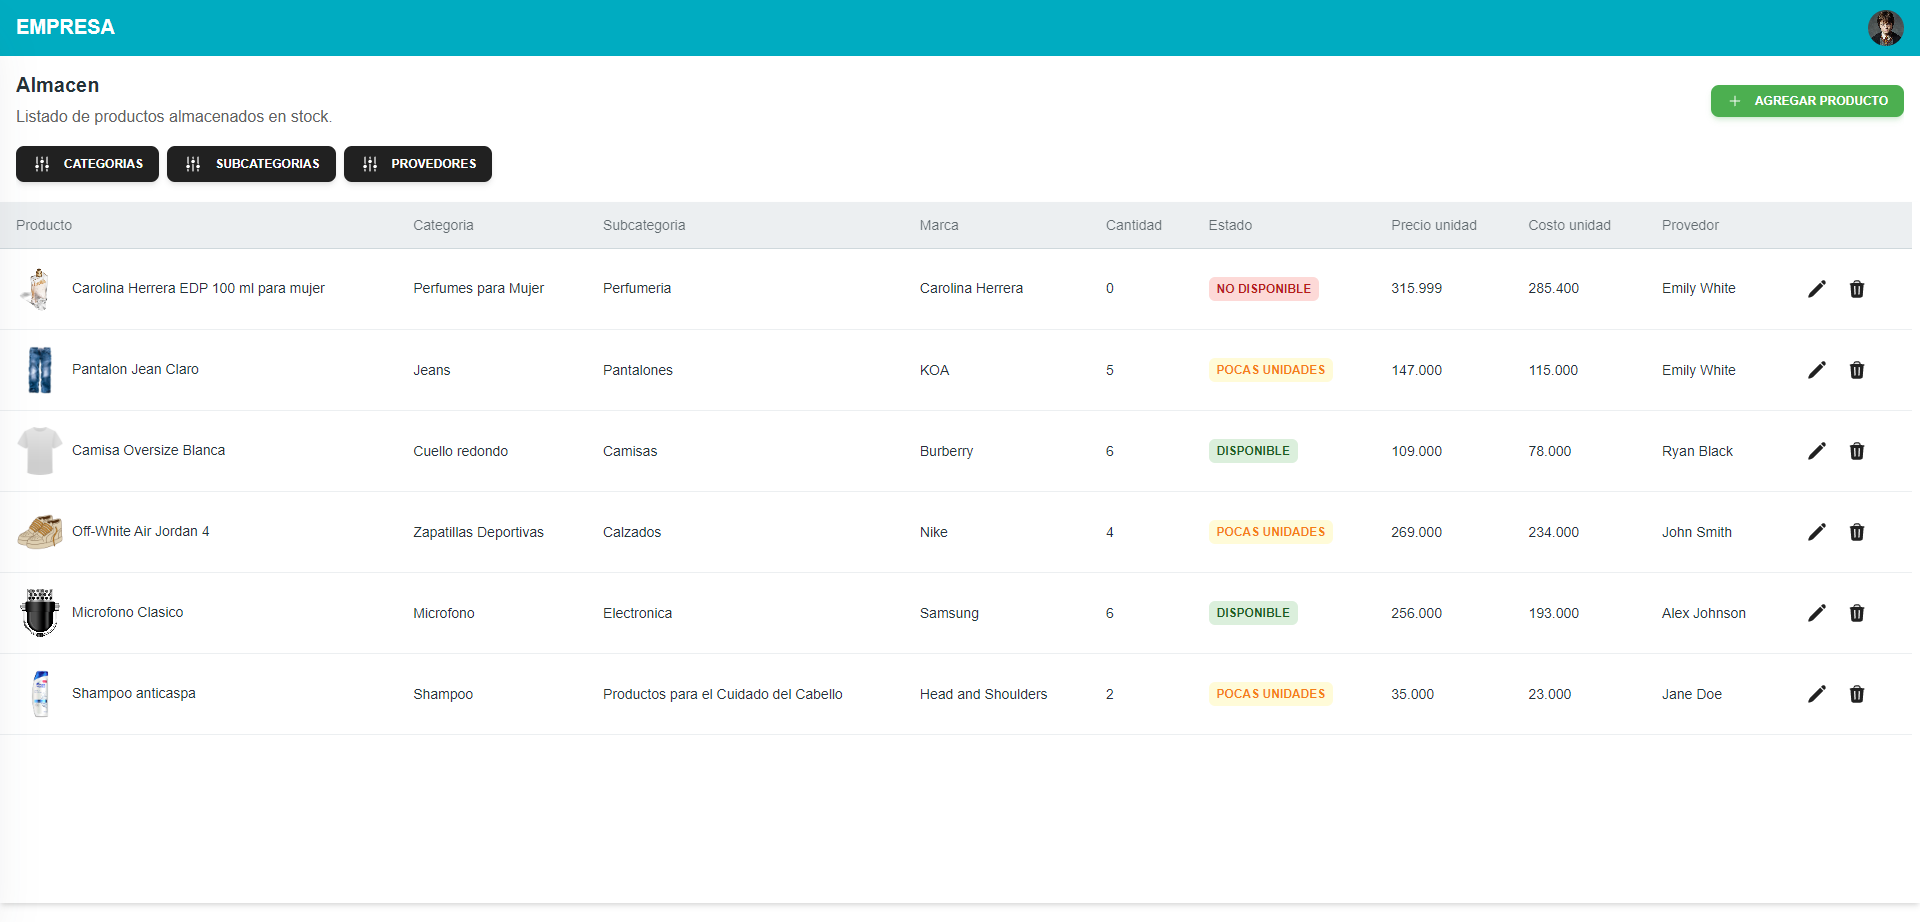 EMPRESA
Almacen
Listado de productos almacenados en stock.
AGREGAR PRODUCTO
CATEGORIAS SUBCATEGORIAS PROVEDORES
Producto Categoria Subcategoria Marca Cantidad Estado Precio unidad Costo unidad Provedor
Carolina Herrera EDP 100 ml para mujer Perfumes para Mujer Perfumeria Carolina Herrera 0 NO DISPONIBLE 315.999 285.400 Emily White
Pantalon Jean Claro Jeans Pantalones KOA 5 POCAS UNIDADES 147.000 115.000 Emily White
Camisa Oversize Blanca Cuello redondo Camisas Burberry 6 DISPONIBLE 109.000 78.000 Ryan Black
Off-White Air Jordan 4 Zapatillas Deportivas Calzados Nike 4 POCAS UNIDADES 269.000 234.000 John Smith
Microfono Clasico Microfono Electronica Samsung 6 DISPONIBLE 256.000 193.000 Alex Johnson
Shampoo anticaspa Shampoo Productos para el Cuidado del Cabello Head and Shoulders 2 POCAS UNIDADES 35.000 23.000 Jane Doe